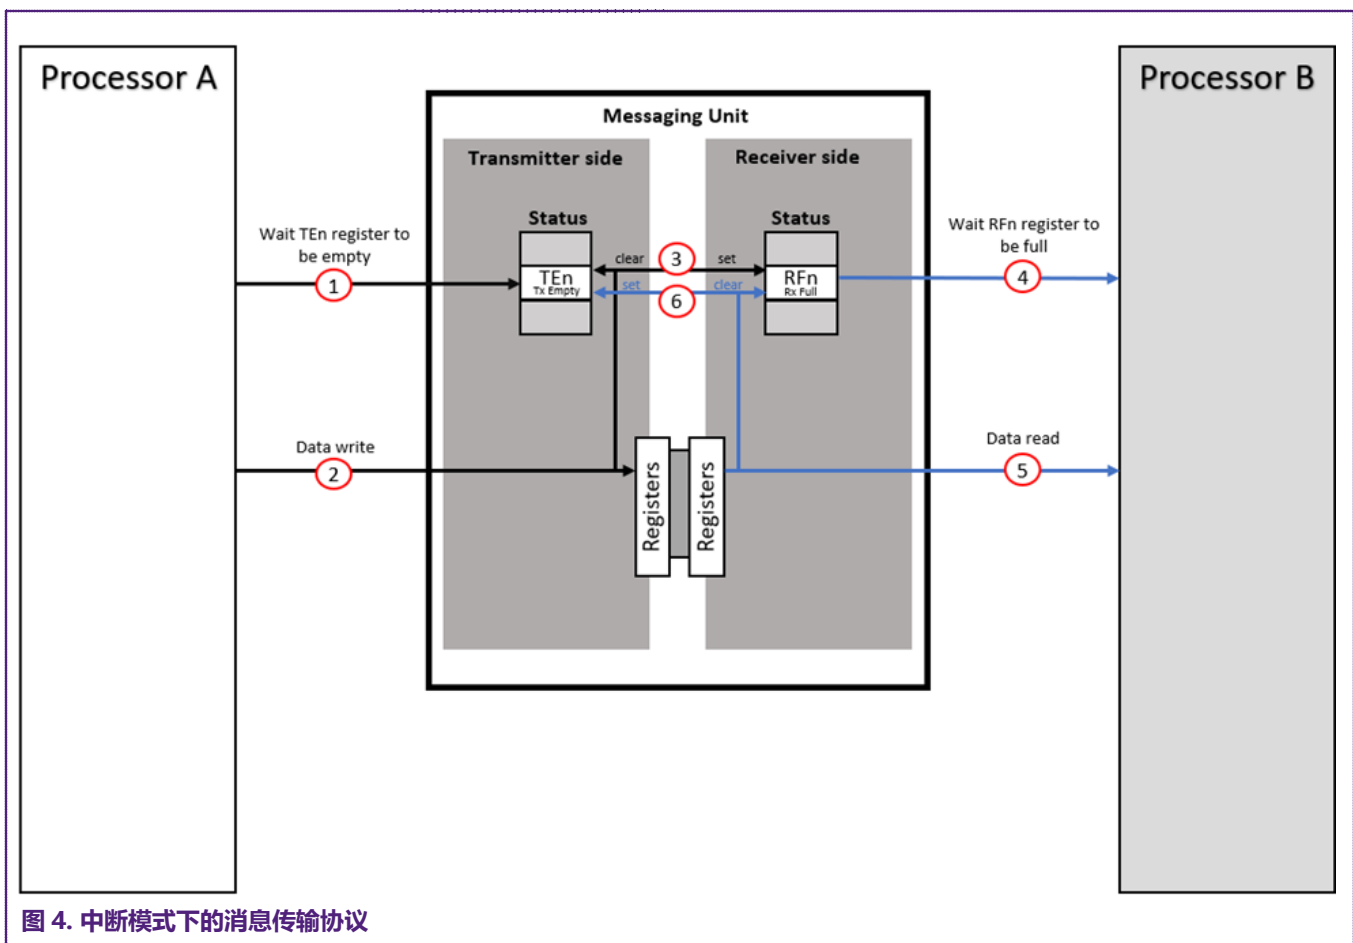 Processor A
Processor B
Messaging Unit
Transmitter side
Receiver side
Status
Status
Wait TEn register to
be empty
1
TEn
Tx Empty
clear
3
set
set
6
clear
RFn
Rx Full
Wait RFn register to
be full
4
Data write
2
Registers
Registers
Data read
5
图 4. 中断模式下的消息传输协议